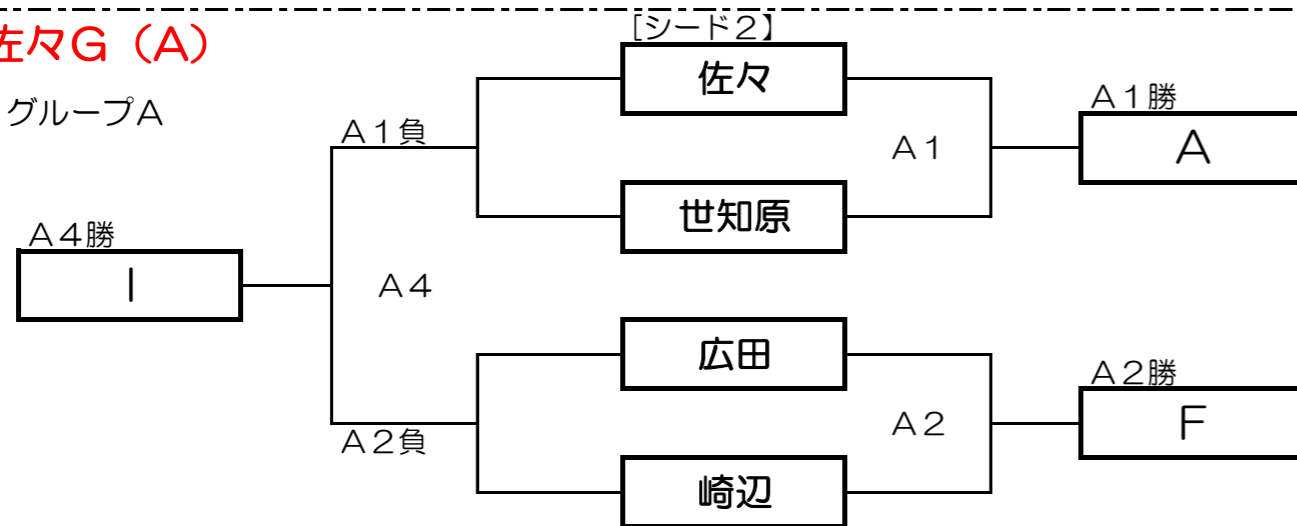 佐々G（A）
[シード２】
グループA
佐々
A１勝
A１負
A１
A
世知原
A４勝
I
A４
広田
A２勝
A２負
A２
F
崎辺